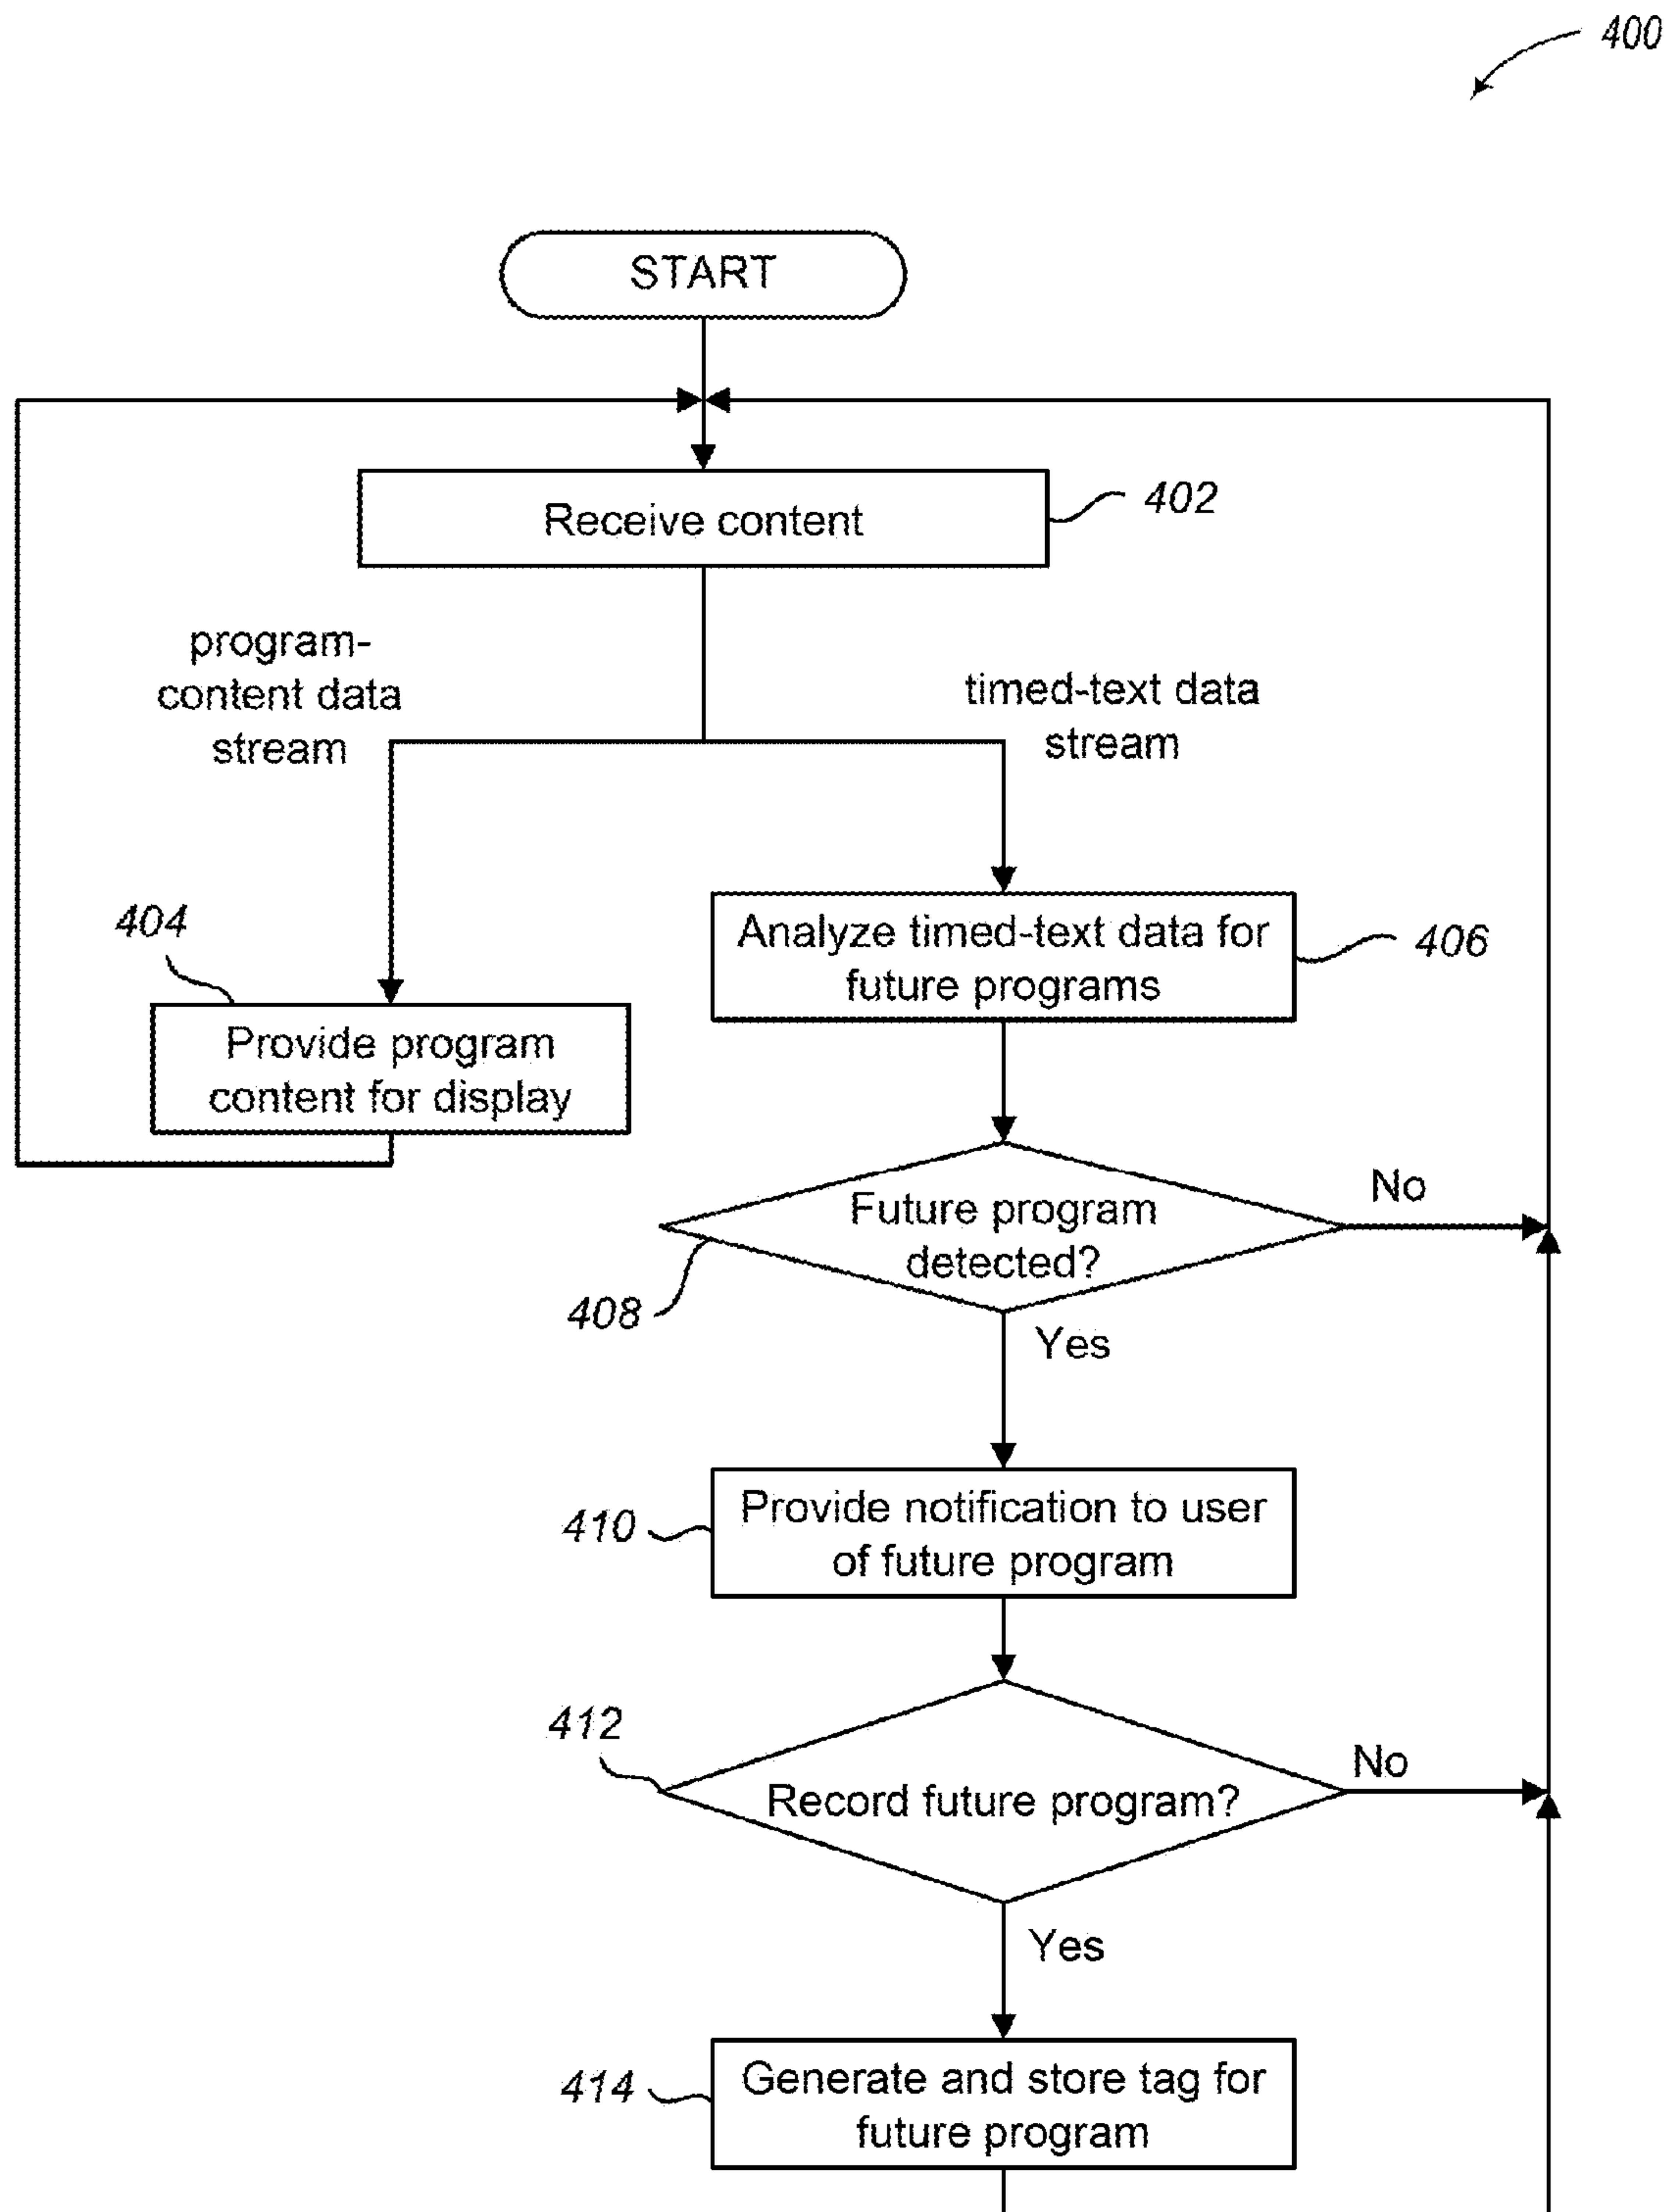 400
START
Receive content
402
program-
content data
stream
timed-text data
stream
404
Provide program
content for display
Analyze timed-text data for
future programs
406
Future program
detected?
No
408
Yes
410
Provide notification to user
of future program
412
Record future program?
No
Yes
414
Generate and store tag for
future program